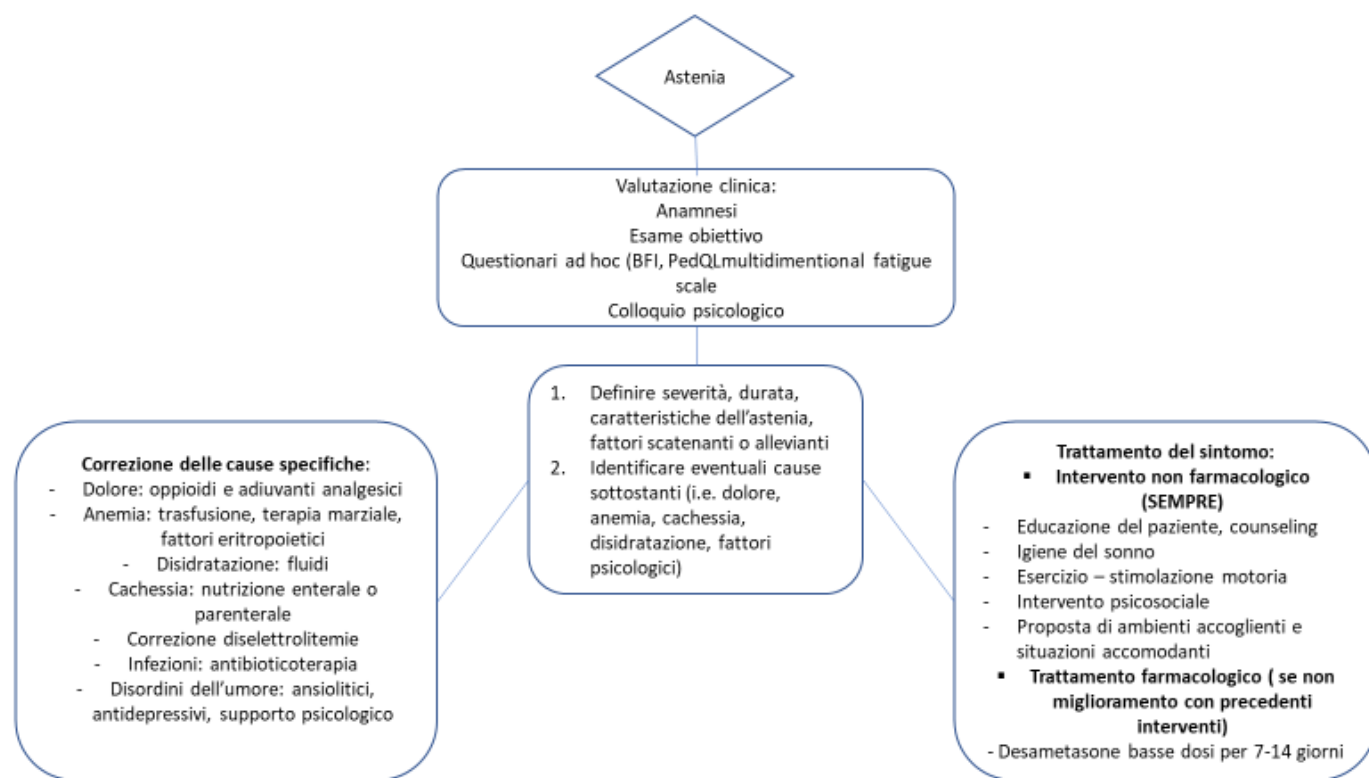 Astenia
Valutazione clinica:
Anamnesi
Esame obiettivo
Questionari ad hoc (BFI, PedQLmultidimentional fatigue
scale
Colloquio psicologico
1. Definire severità, durata,
caratteristiche dell'astenia,
fattori scatenanti o allevianti
2. Identificare eventuali cause
sottostanti (i.e. dolore,
anemia, cachessia,
disidratazione, fattori
psicologici)
Correzione delle cause specifiche:
- Dolore: oppioidi e adiuvanti analgesici
- Anemia: trasfusione, terapia marziale,
fattori eritropoietici
- Disidratazione: fluidi
- Cachessia: nutrizione enterale o
parenterale
- Correzione diselettrolitemie
- Infezioni: antibioticoterapia
- Disordini dell'umore: ansiolitici,
antidepressivi, supporto psicologico
Trattamento del sintomo:
▪ Intervento non farmacologico
(SEMPRE)
- Educazione del paziente, counseling
- Igiene del sonno
- Esercizio – stimolazione motoria
- Intervento psicosociale
- Proposta di ambienti accoglienti e
situazioni accomodanti
▪ Trattamento farmacologico ( se non
miglioramento con precedenti
interventi)
- Desametasone basse dosi per 7-14 giorni